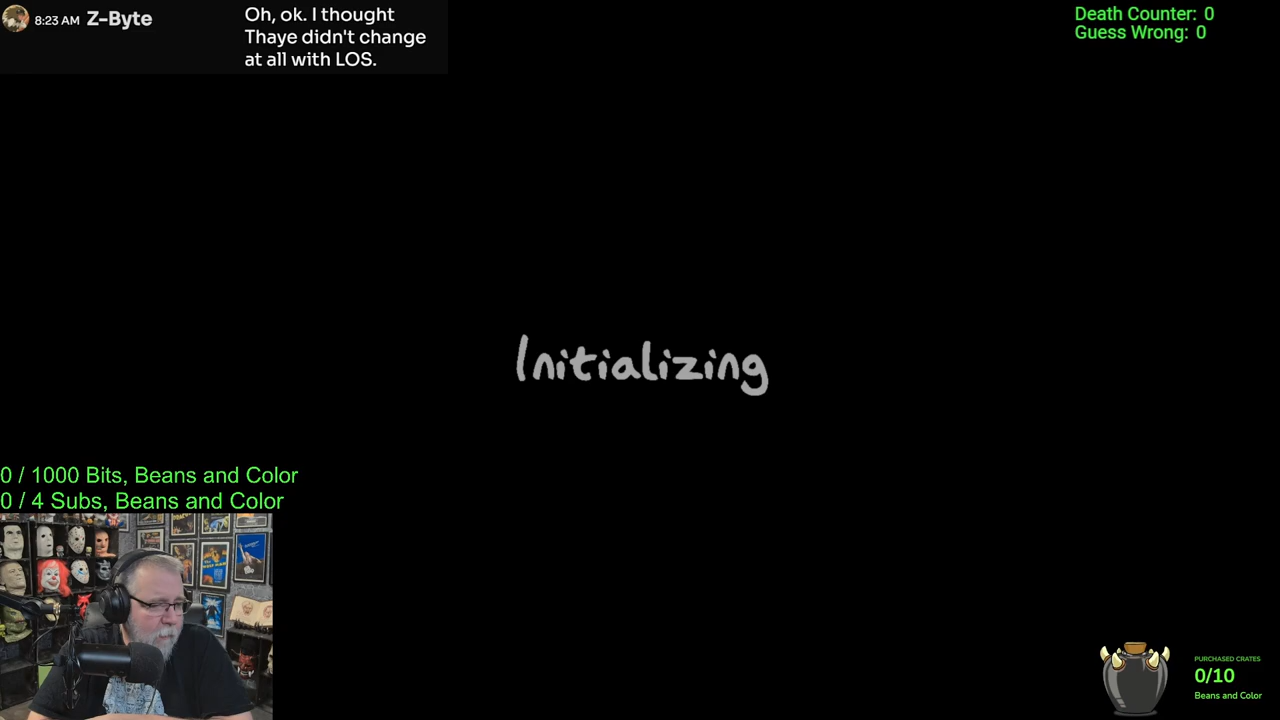 8:23 AM Z-Byte
Oh, ok. I thought
Thaye didn't change
at all with LOS.
Death Counter: 0
Guess Wrong: 0
Initializing
0 / 1000 Bits, Beans and Color
0 / 4 Subs, Beans and Color
PURCHASED CRATES
0/10
Beans and Color